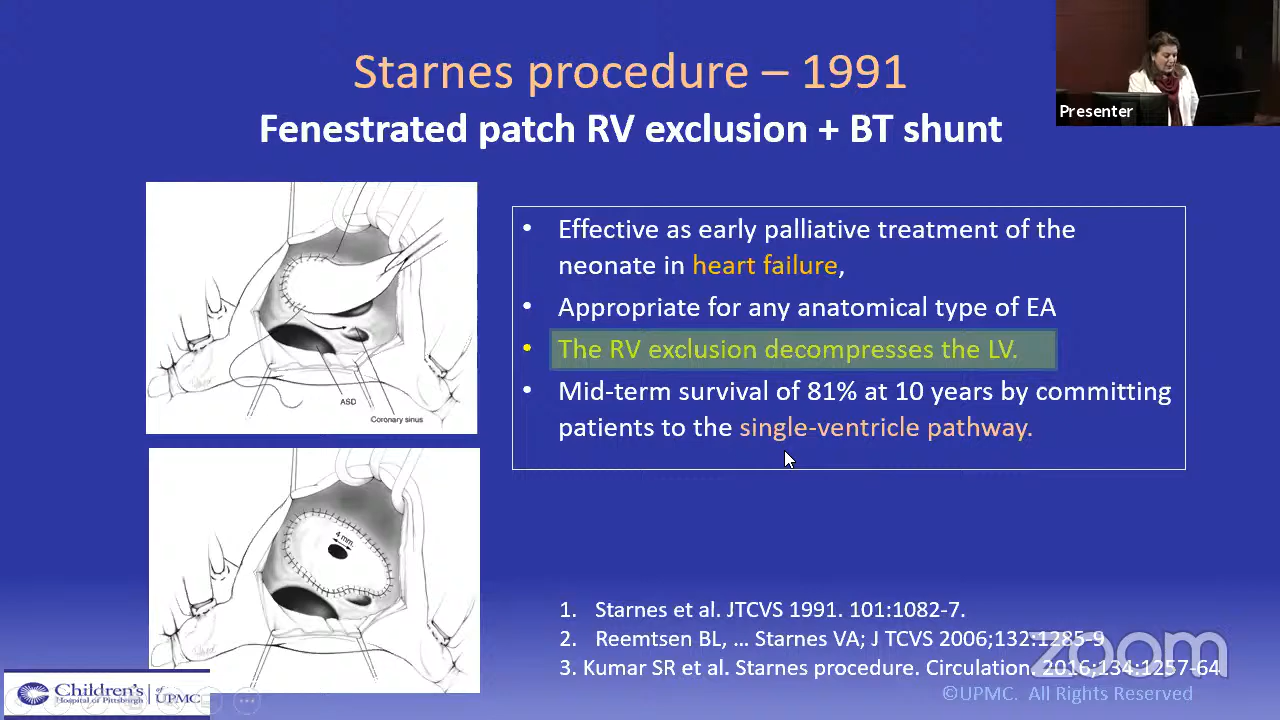 Starnes procedure – 1991
Fenestrated patch RV exclusion + BT shunt
Presenter
ASD
Coronary sinus
4 mm.
• Effective as early palliative treatment of the
neonate in heart failure,
• Appropriate for any anatomical type of EA
• The RV exclusion decompresses the LV.
• Mid-term survival of 81% at 10 years by committing
patients to the single-ventricle pathway.
1. Starnes et al. JTCVS 1991. 101:1082-7.
2. Reemtsen BL, … Starnes VA; J TCVS 2006;132:1285-9
3. Kumar SR et al. Starnes procedure. Circulation. 2016;134:1257-64
zoom
Children's
Hospital of Pittsburgh
of UPMC
©UPMC. All Rights Reserved